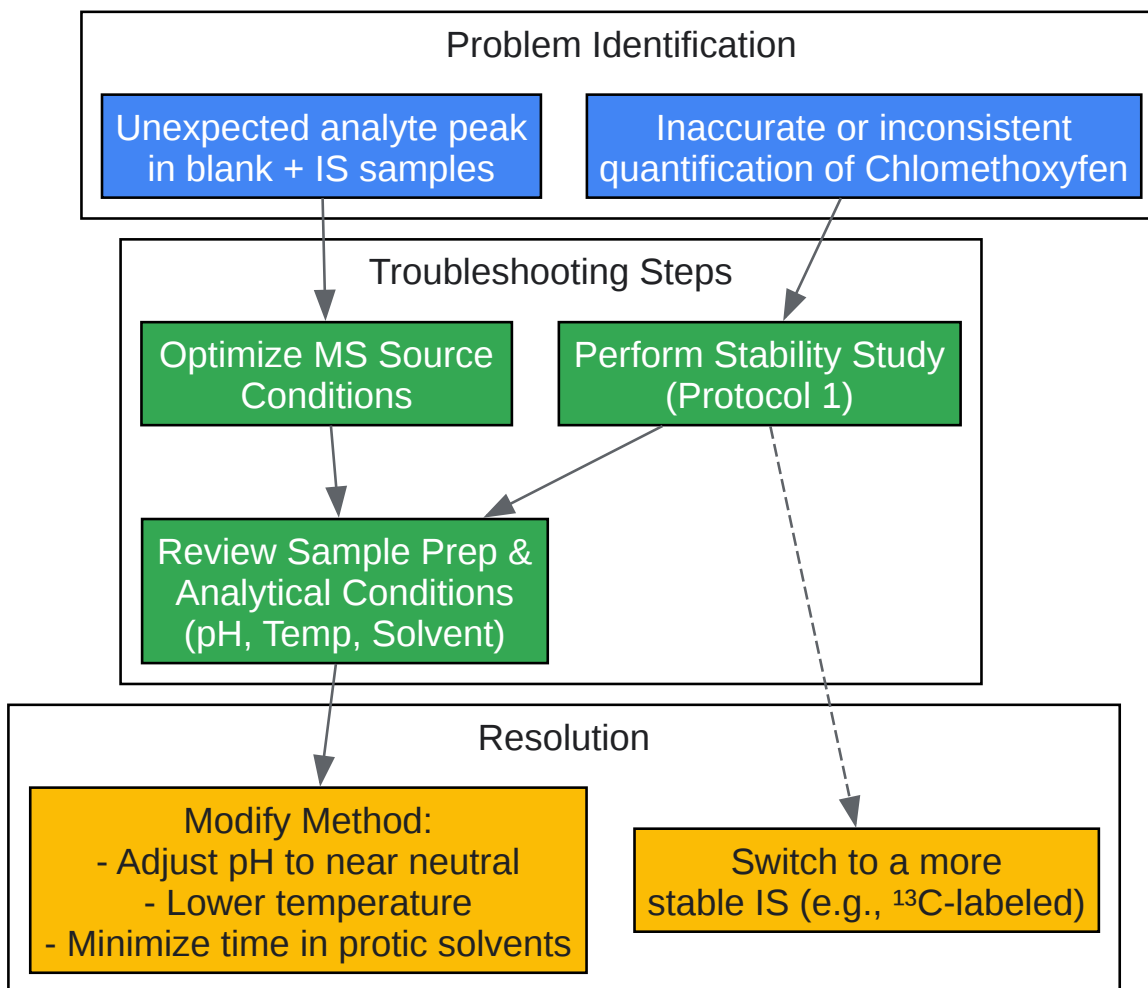 Problem Identification
Unexpected analyte peak
in blank + IS samples
Inaccurate or inconsistent
quantification of Chlomethoxyfen
Troubleshooting Steps
Optimize MS Source
Conditions
Perform Stability Study
(Protocol 1)
Review Sample Prep &
Analytical Conditions
(pH, Temp, Solvent)
Resolution
Modify Method:
- Adjust pH to near neutral
- Lower temperature
- Minimize time in protic solvents
Switch to a more
stable IS (e.g., ¹³C-labeled)